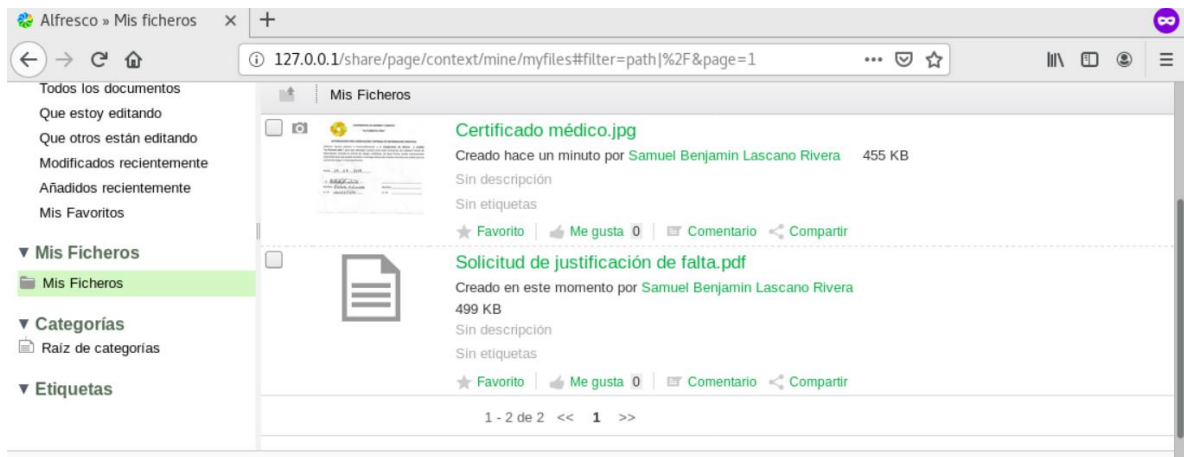 Alfresco » Mis ficheros
127.0.0.1/share/page/context/mine/myfiles#filter=path|%2F&page=1
Todos los documentos
Que estoy editando
Que otros están editando
Modificados recientemente
Añadidos recientemente
Mis Favoritos
Mis Ficheros
Mis Ficheros
Categorías
Raíz de categorías
Etiquetas
Mis Ficheros
Certificado médico.jpg
Creado hace un minuto por Samuel Benjamin Lascano Rivera 455 KB
Sin descripción
Sin etiquetas
Favorito Me gusta 0 Comentario Compartir
Solicitud de justificación de falta.pdf
Creado en este momento por Samuel Benjamin Lascano Rivera
499 KB
Sin descripción
Sin etiquetas
Favorito Me gusta 0 Comentario Compartir
1 - 2 de 2 << 1 >>